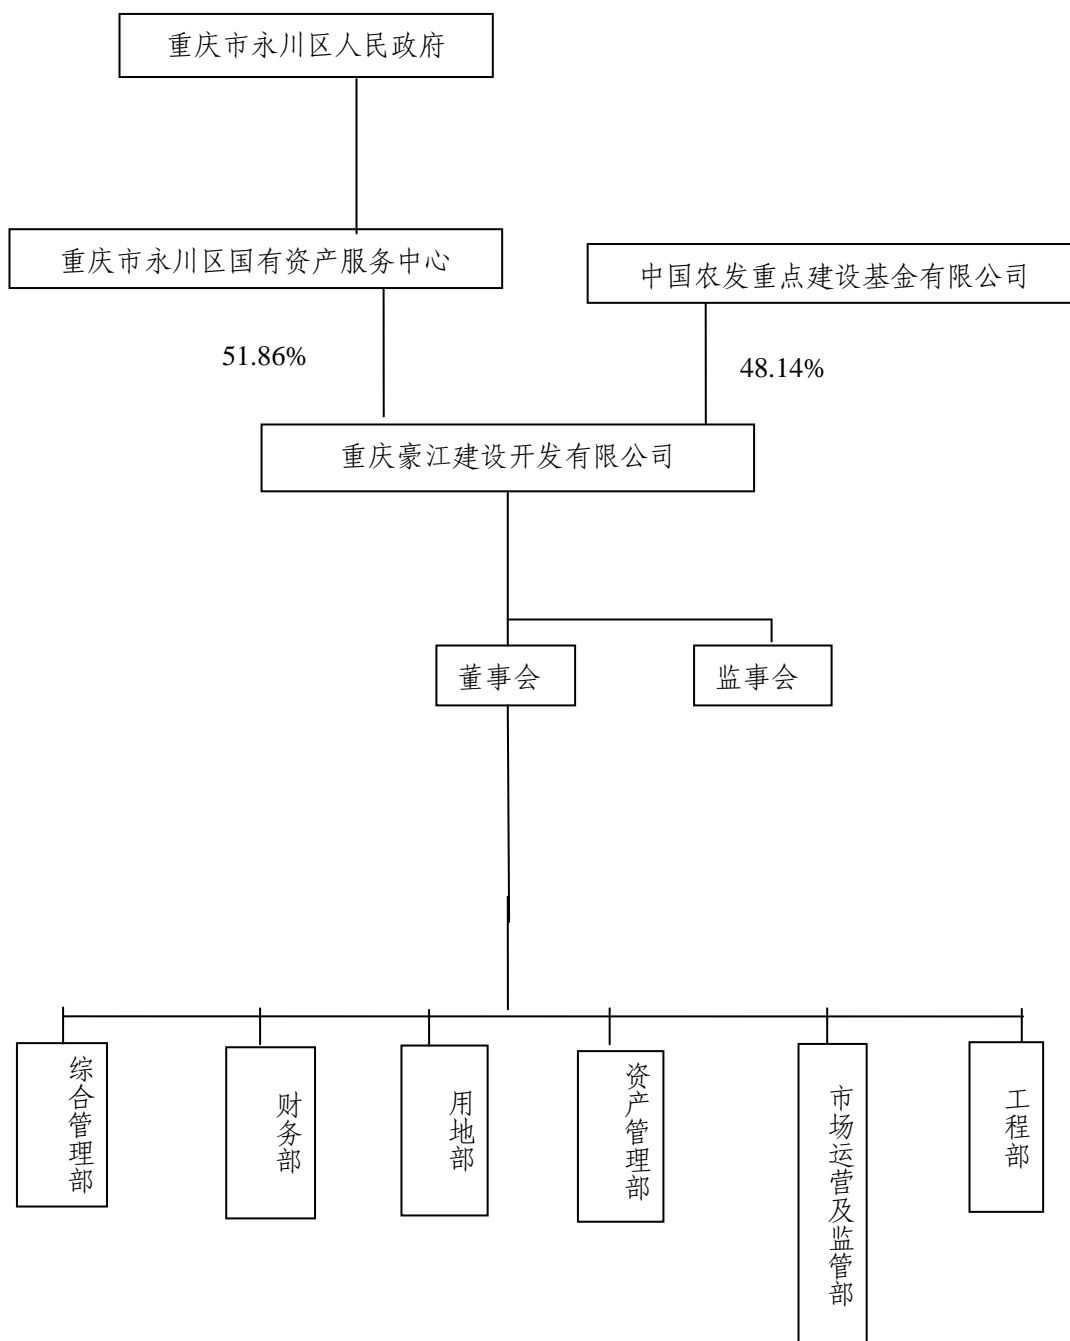 重庆市永川区人民政府
重庆市永川区国有资产服务中心
中国农发重点建设基金有限公司
51.86%
48.14%
重庆豪江建设开发有限公司
董事会
监事会
综合管理部
财务部
用地部
资产管理部
市场运营及监管部
工程部